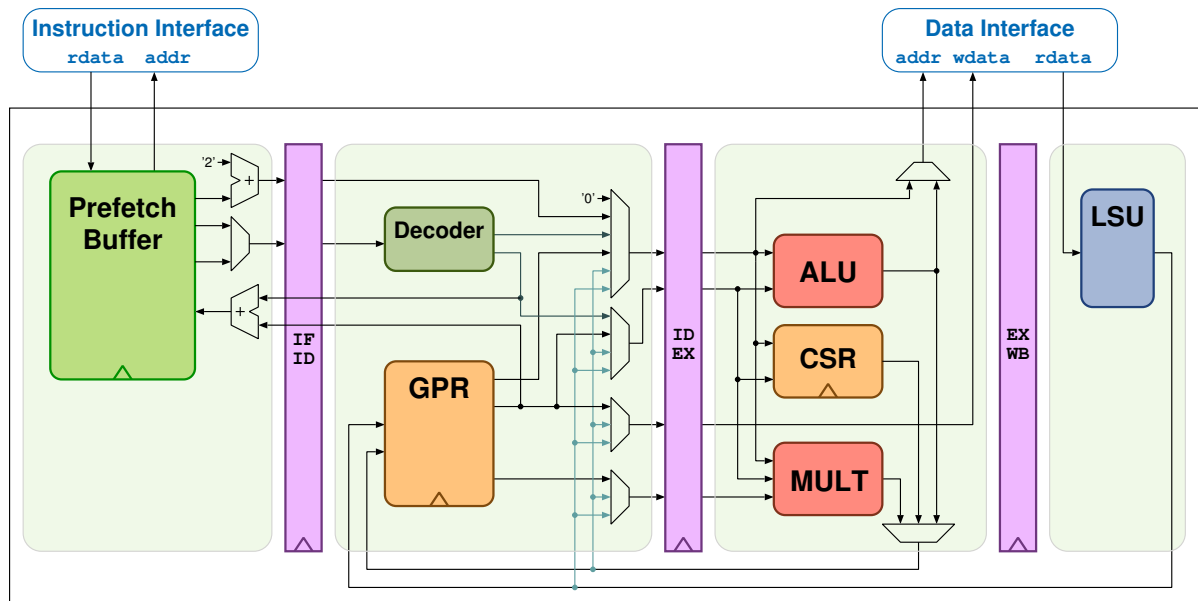 Instruction Interface
rdata addr
Data Interface
addr wdata rdata
'2'
+
Prefetch
Buffer
+
IF
ID
'0'
Decoder
GPR
ID
EX
ALU
CSR
MULT
EX
WB
LSU